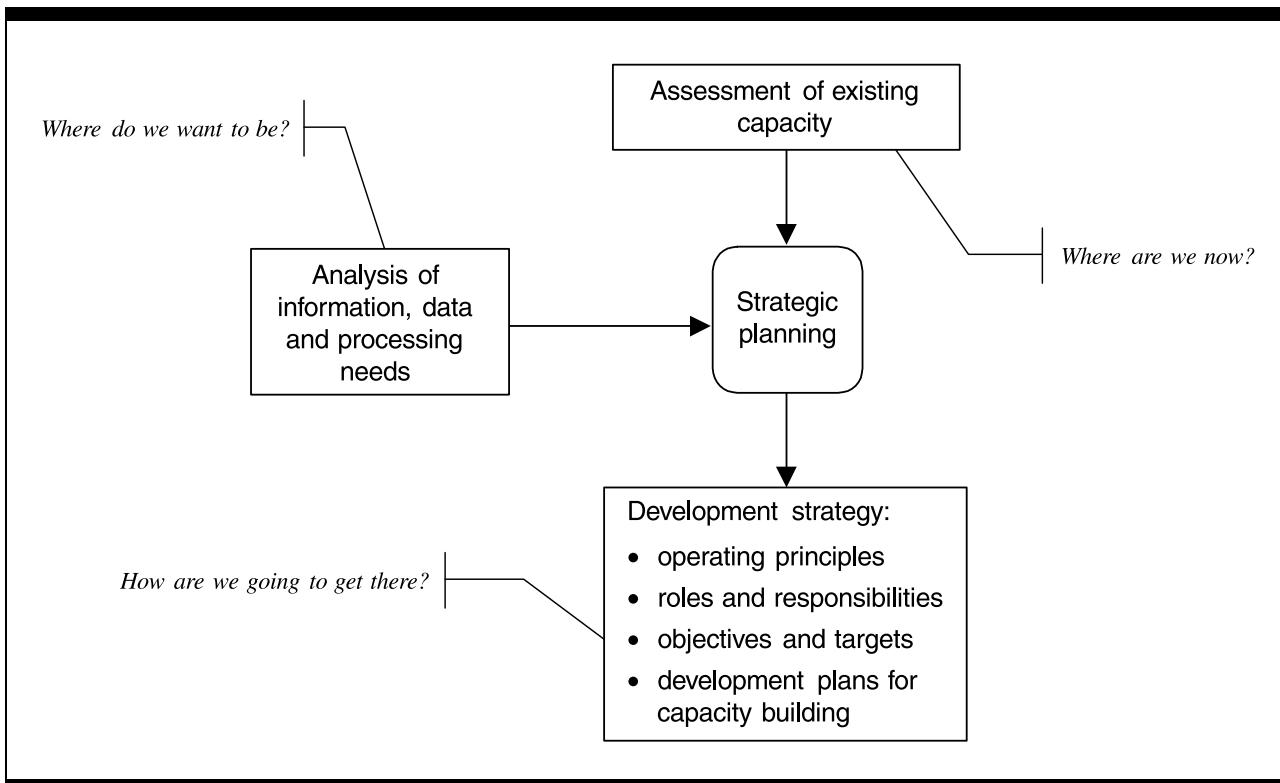 Assessment of existing
capacity
Where do we want to be?
Where are we now?
Analysis of
information, data
and processing
needs
Strategic
planning
Development strategy:
• operating principles
• roles and responsibilities
• objectives and targets
• development plans for
capacity building
How are we going to get there?